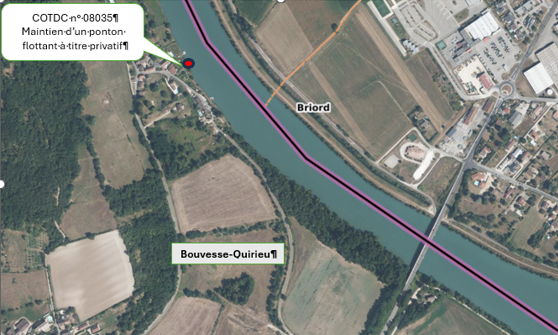 COTDC·n°·08035¶
Maintien·d'un·ponton·
flottant·à·titre·privatif¶
Briord
Bouvesse-Quirieu¶